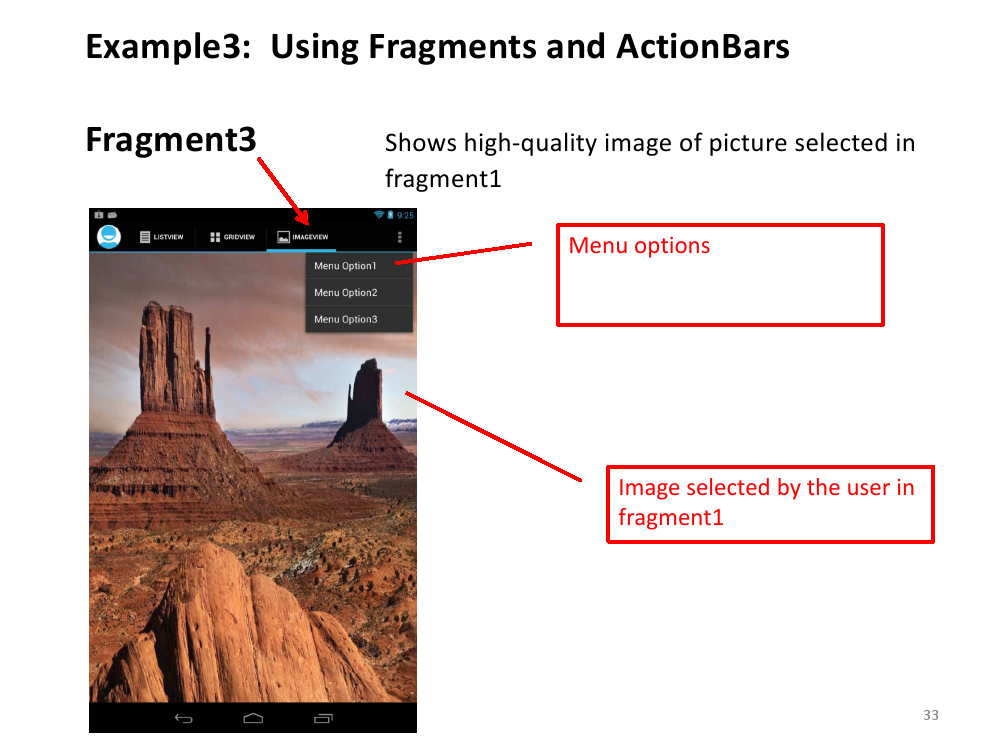 Example3: Using Fragments and ActionBars
Fragment3
Shows high-quality image of picture selected in
fragment1
9:25
LISTVIEW
GRIDVIEW
IMAGEVIEW
Menu Option1
Menu Option2
Menu Option3
Menu options
Image selected by the user in
fragment1
33